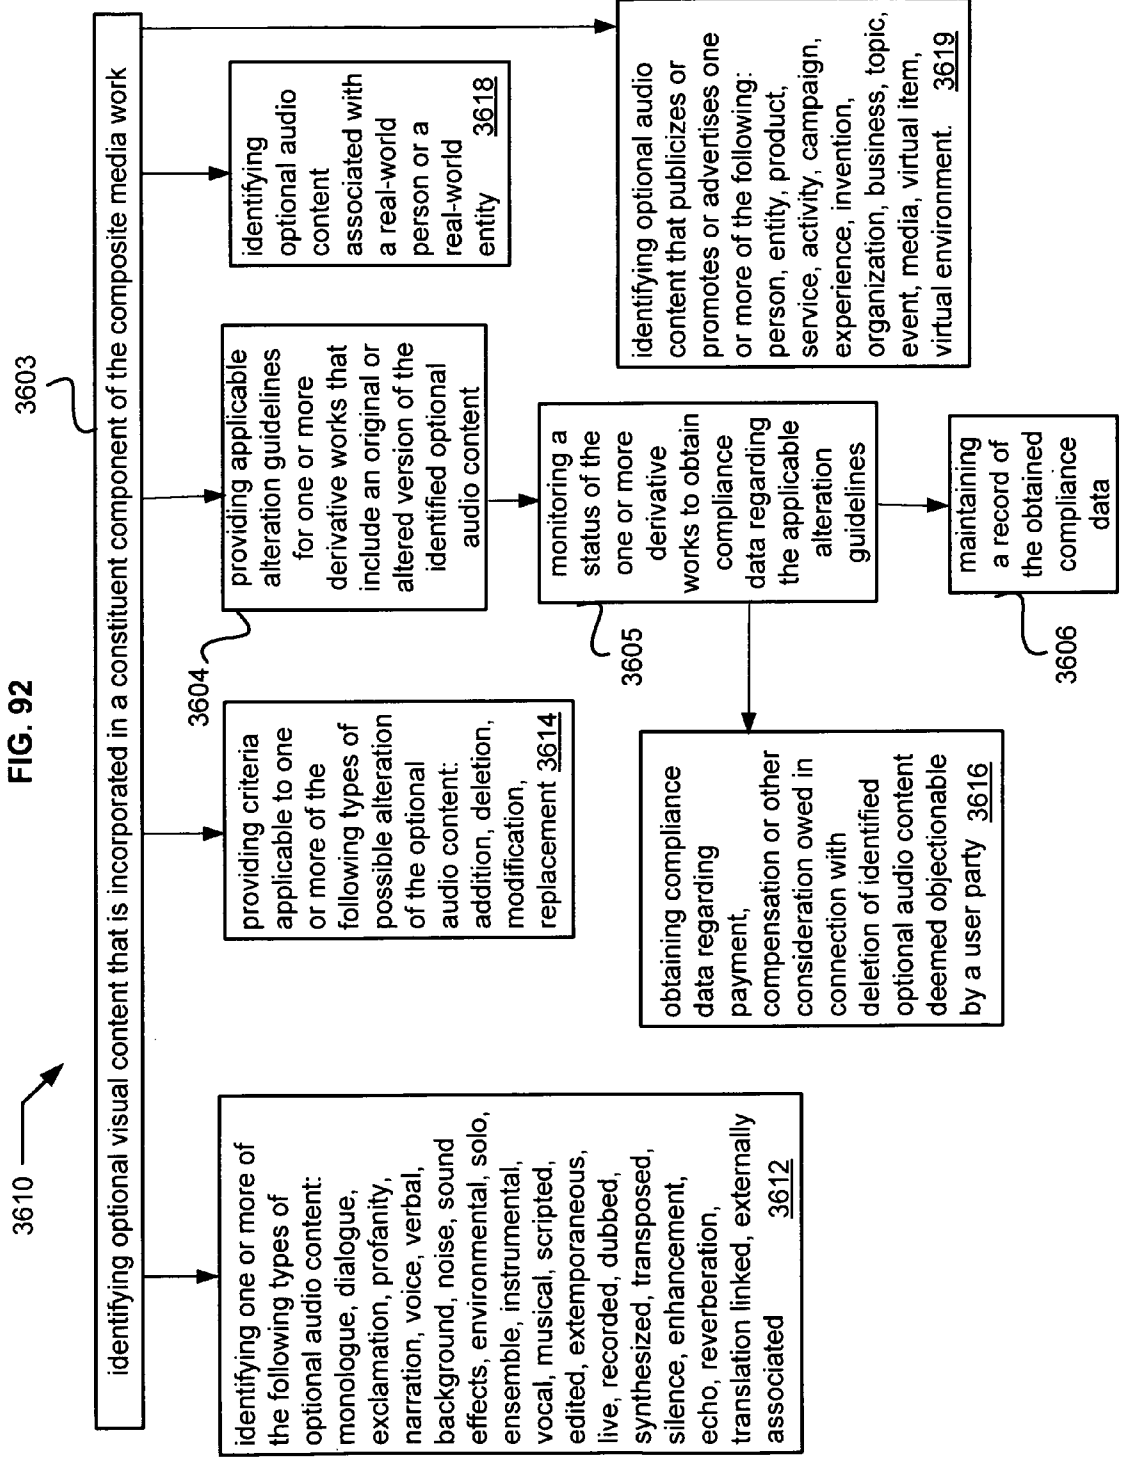 FIG. 92
3610
3603
identifying optional visual content that is incorporated in a constituent component of the composite media work
identifying one or more of
the following types of
optional audio content:
monologue, dialogue,
exclamation, profanity,
narration, voice, verbal,
background, noise, sound
effects, environmental, solo,
ensemble, instrumental,
vocal, musical, scripted,
edited, extemporaneous,
live, recorded, dubbed,
synthesized, transposed,
silence, enhancement,
echo, reverberation,
translation linked, externally
associated 3612
providing criteria
applicable to one
or more of the
following types of
possible alteration
of the optional
audio content:
addition, deletion,
modification,
replacement 3614
3604
providing applicable
alteration guidelines
for one or more
derivative works that
include an original or
altered version of the
identified optional
audio content
identifying
optional audio
content
associated with
a real-world
person or a
real-world
entity 3618
3605
monitoring a
status of the
one or more
derivative
works to obtain
compliance
data regarding
the applicable
alteration
guidelines
obtaining compliance
data regarding
payment,
compensation or other
consideration owed in
connection with
deletion of identified
optional audio content
deemed objectionable
by a user party 3616
3606
maintaining
a record of
the obtained
compliance
data
identifying optional audio
content that publicizes or
promotes or advertises one
or more of the following:
person, entity, product,
service, activity, campaign,
experience, invention,
organization, business, topic,
event, media, virtual item,
virtual environment. 3619